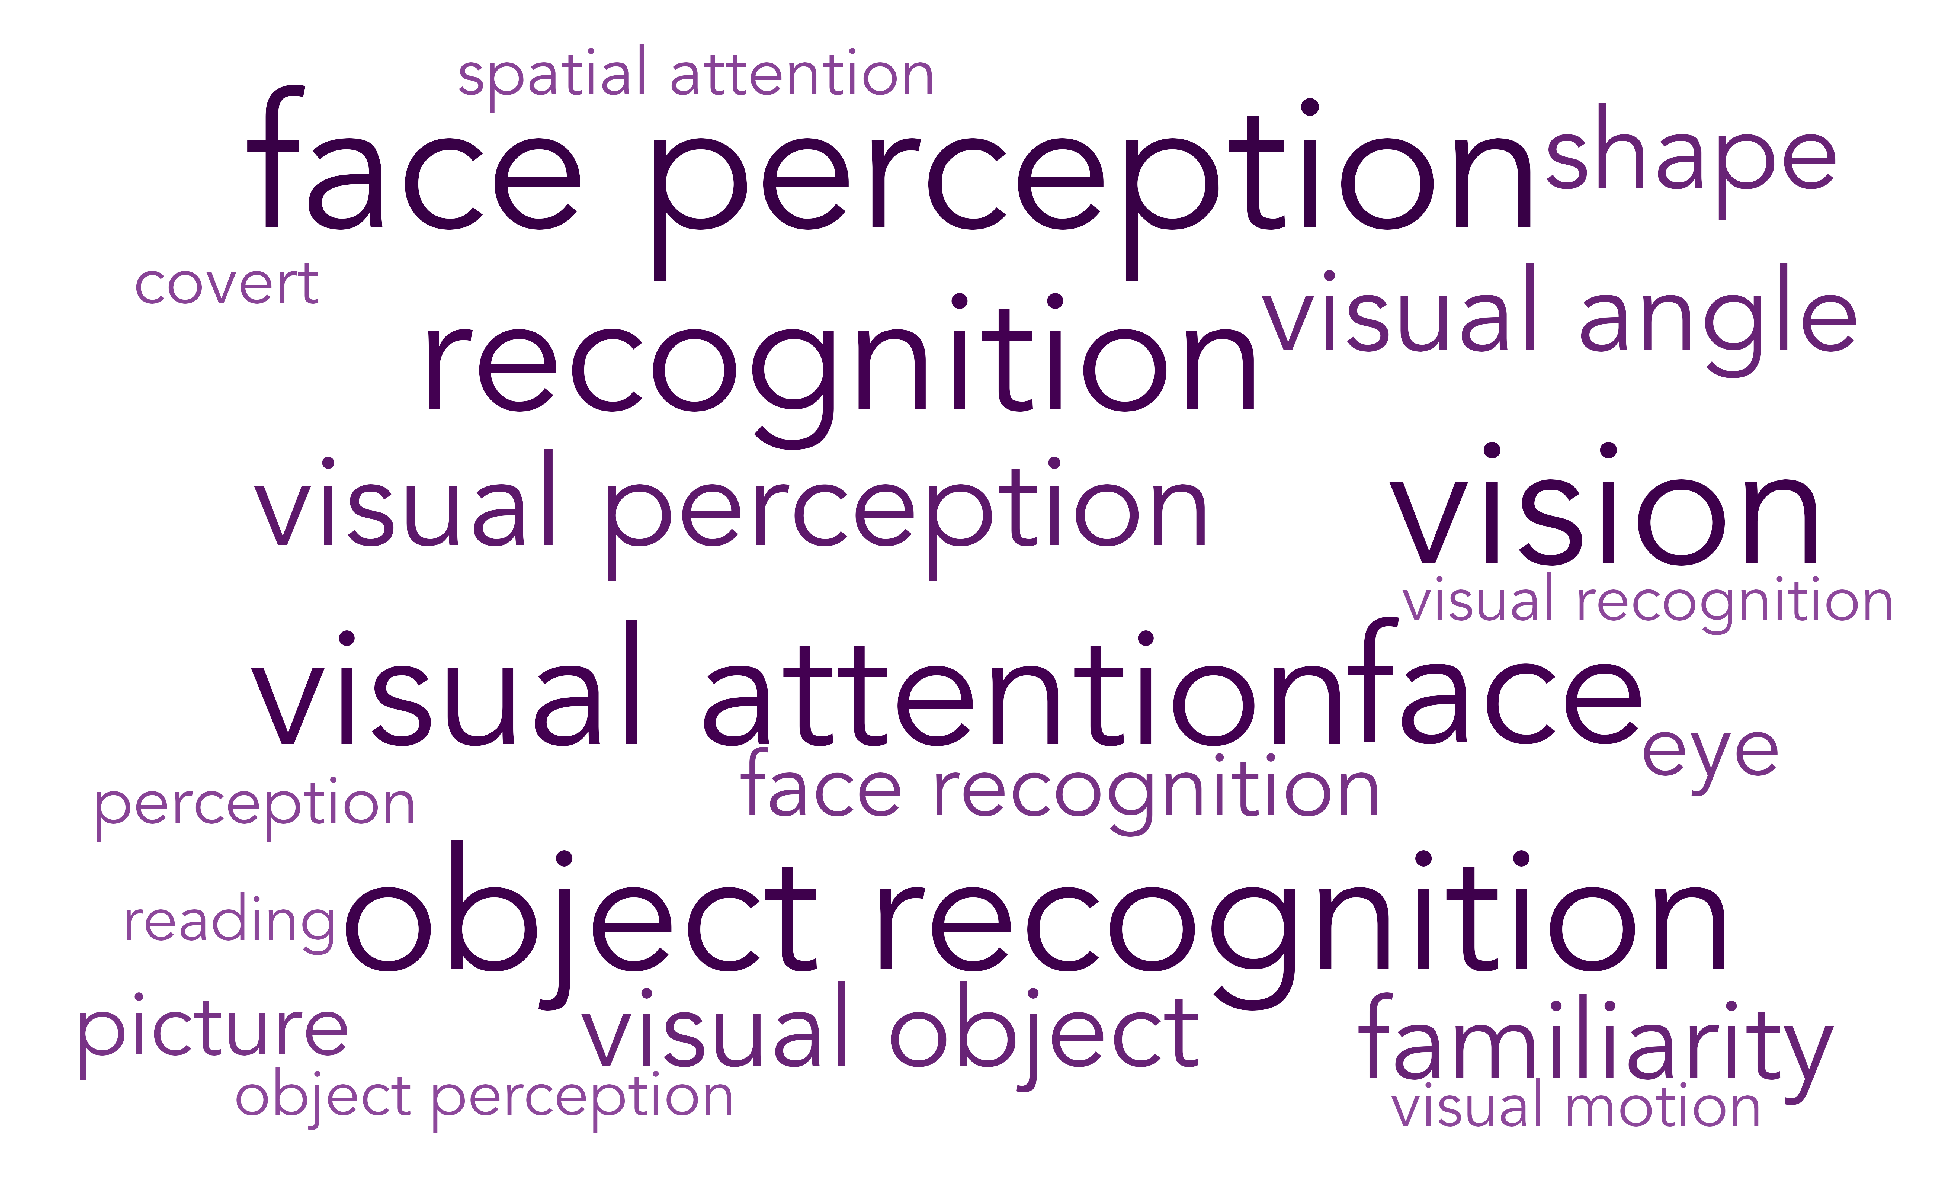 spatial attention
face perception
shape
covert
recognition
visual angle
visual perception
vision
visual recognition
visual attention
face
eye
face recognition
perception
object recognition
reading
picture
visual object
familiarity
object perception
visual motion